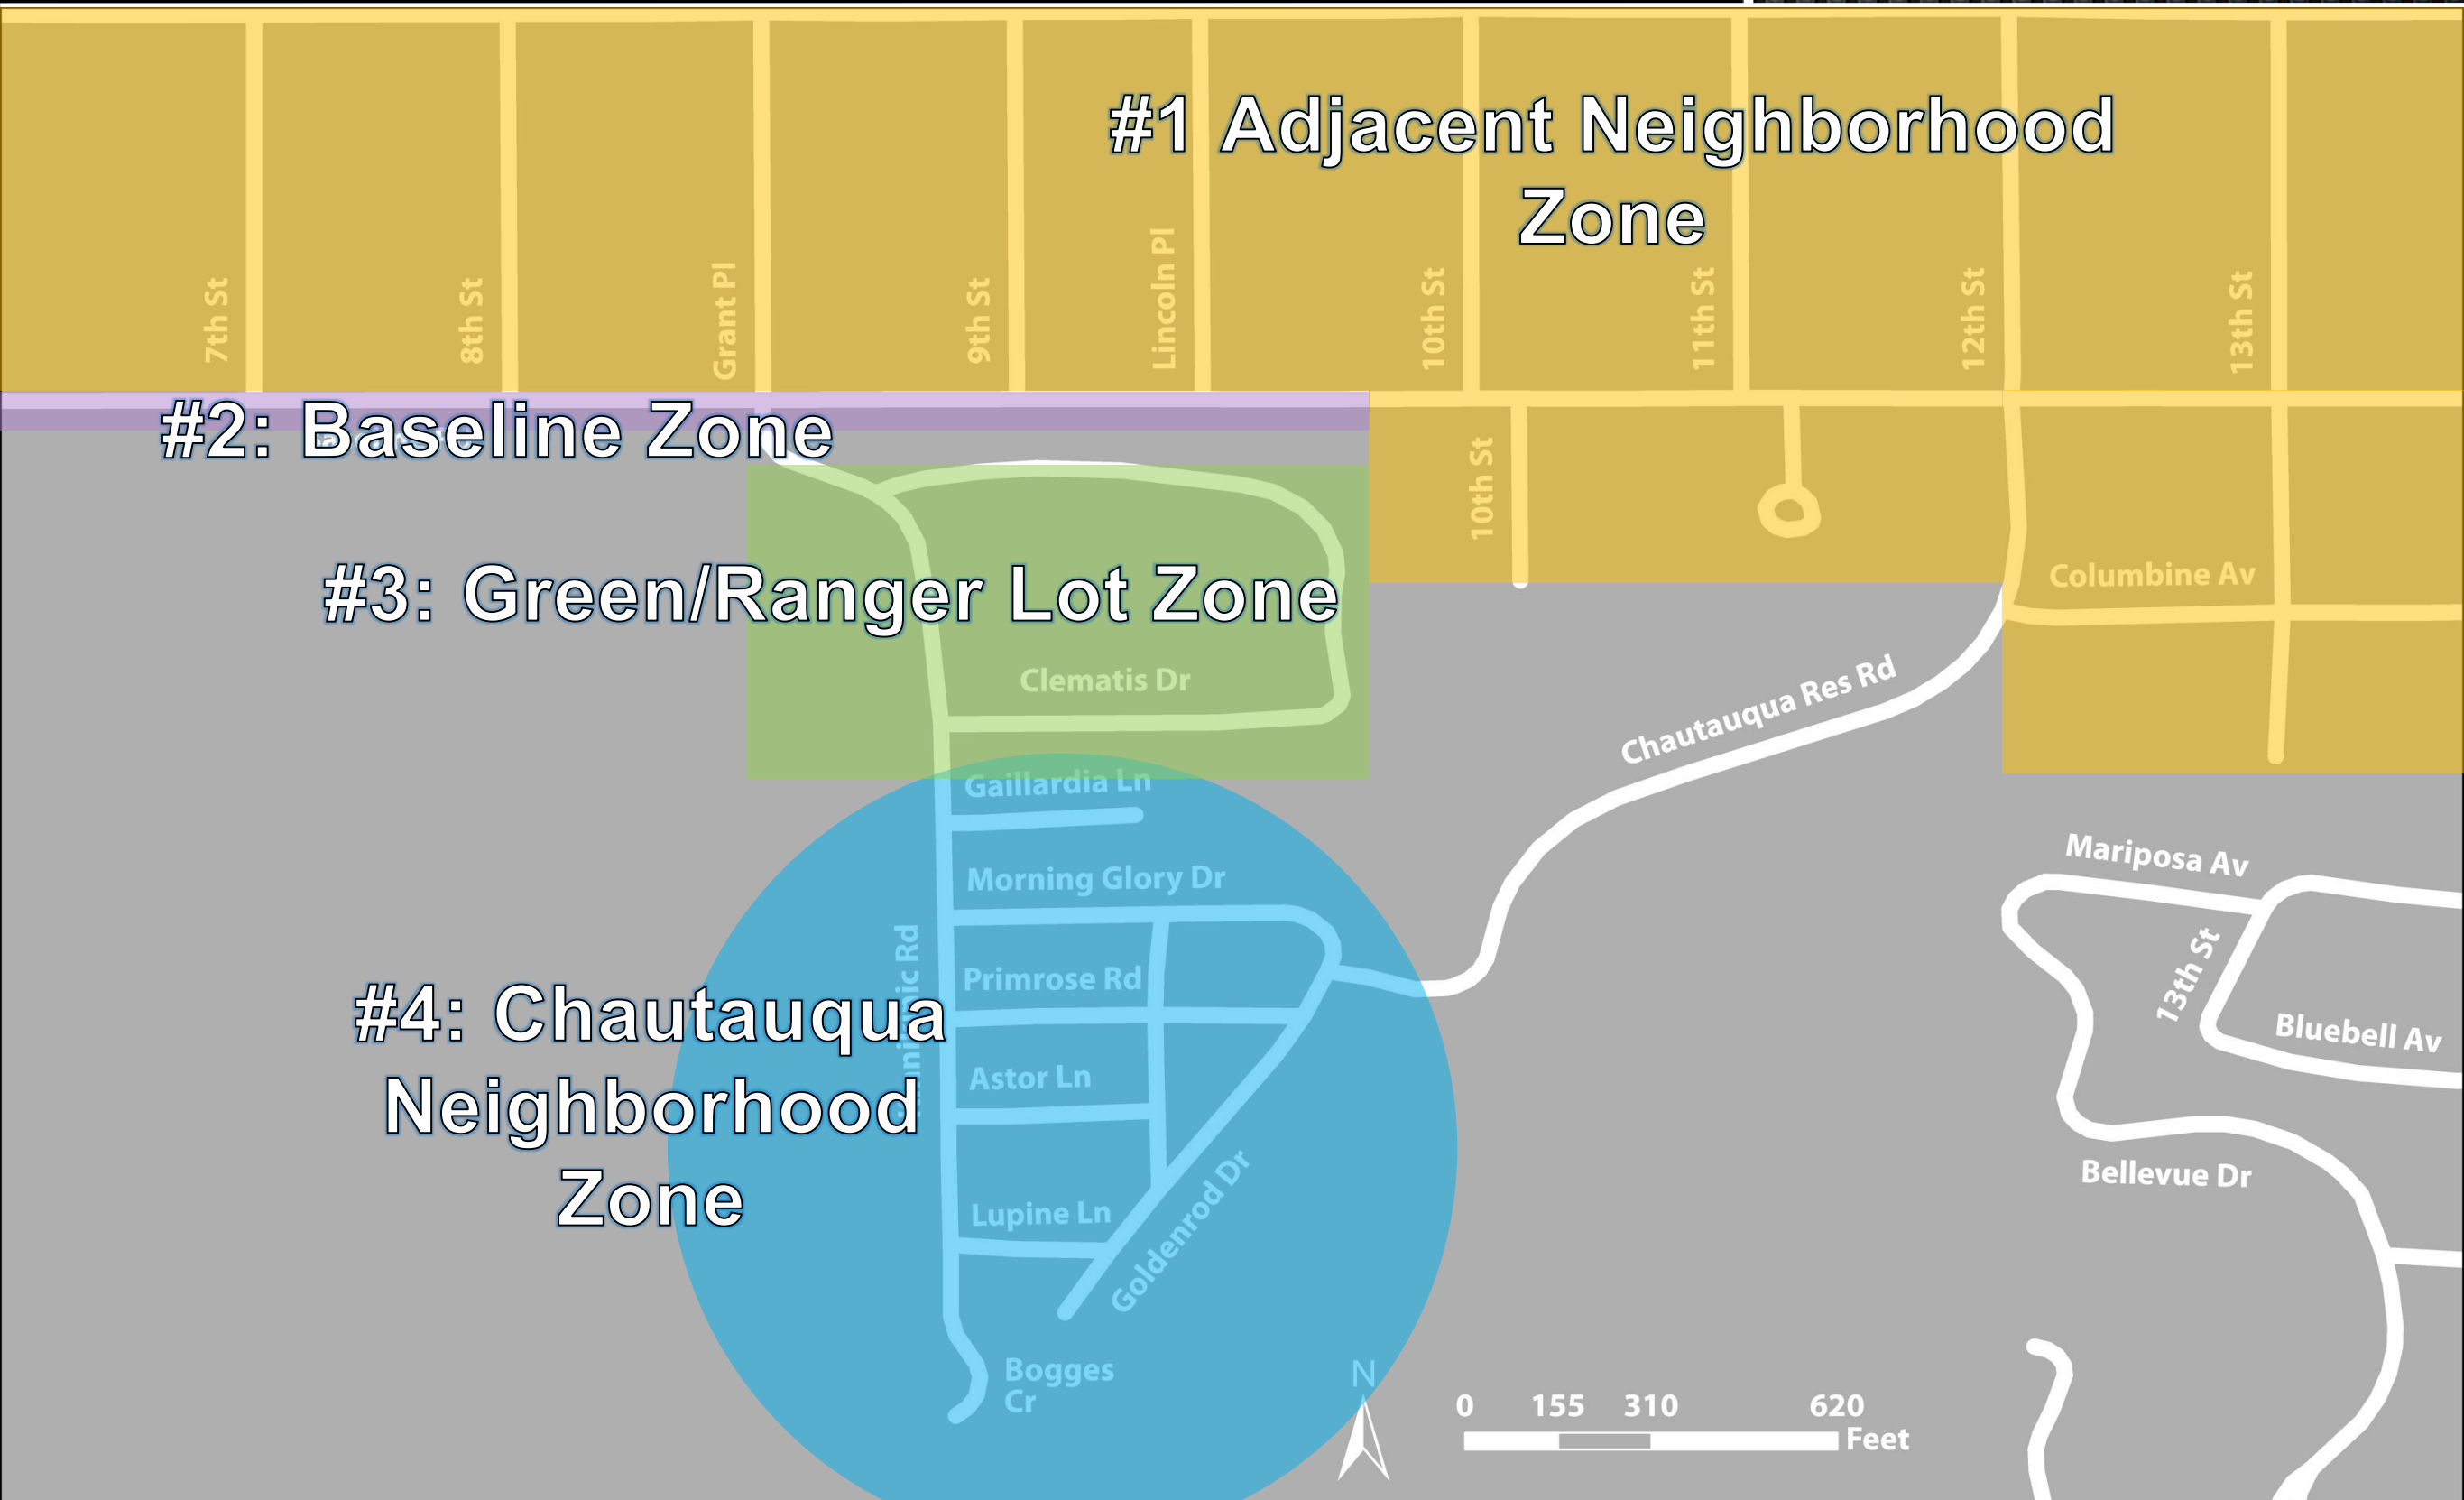 #1 Adjacent Neighborhood
Zone
7th St
8th St
Grant Pl
9th St
Lincoln Pl
10th St
11th St
12th St
13th St
#2: Baseline Zone
10th St
Columbine Av
#3: Green/Ranger Lot Zone
Clematis Dr
Chautauqua Res Rd
Gaillardia Ln
Morning Glory Dr
Mariposa Av
13th St
Bluebell Av
Primrose Rd
Rd
#4: Chautauqua
Neighborhood
Zone
Astor Ln
Bellevue Dr
Lupine Ln
Goldenrod Dr
Bogges
Cr
N
0 155 310 620
Feet